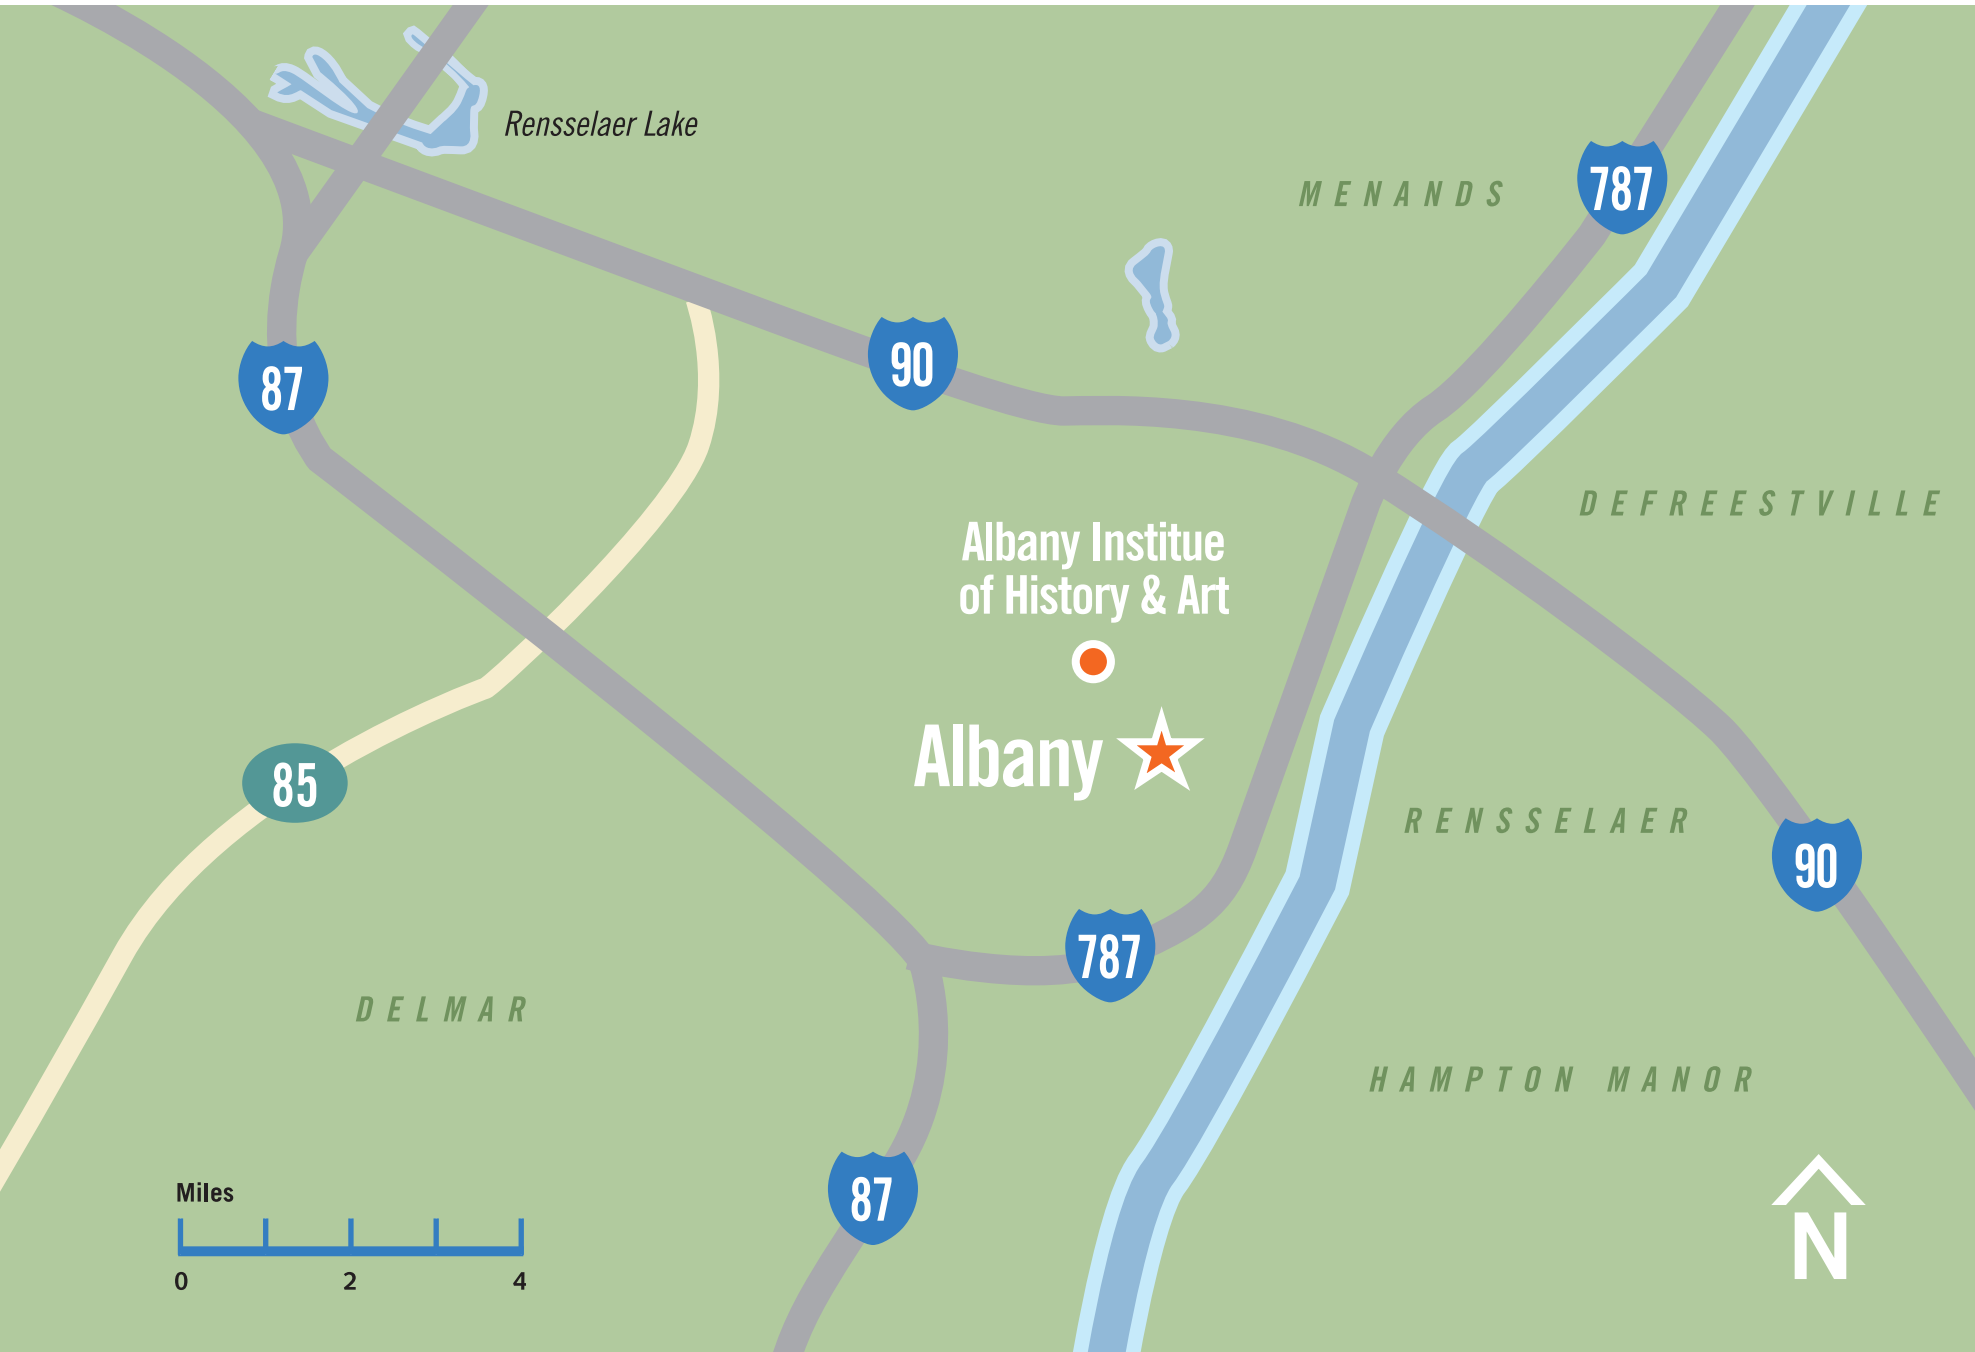 Rensselaer Lake
MENANDS
787
90
87
DEFREESTVILLE
Albany Institue
of History & Art
Albany
85
RENSSELAER
90
787
DELMAR
HAMPTON MANOR
87
Miles
0 2 4
N